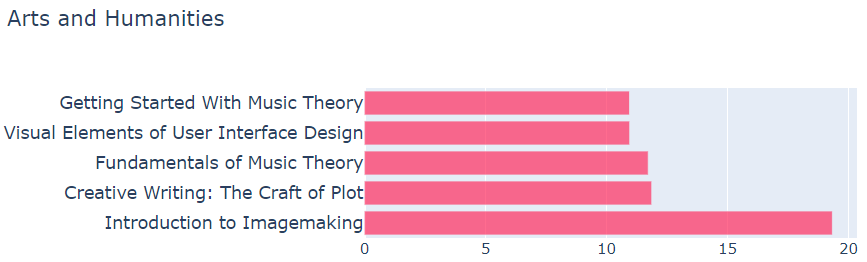 Arts and Humanities
Getting Started With Music Theory
Visual Elements of User Interface Design
Fundamentals of Music Theory
Creative Writing: The Craft of Plot
Introduction to Imagemaking
0 5 10 15 20